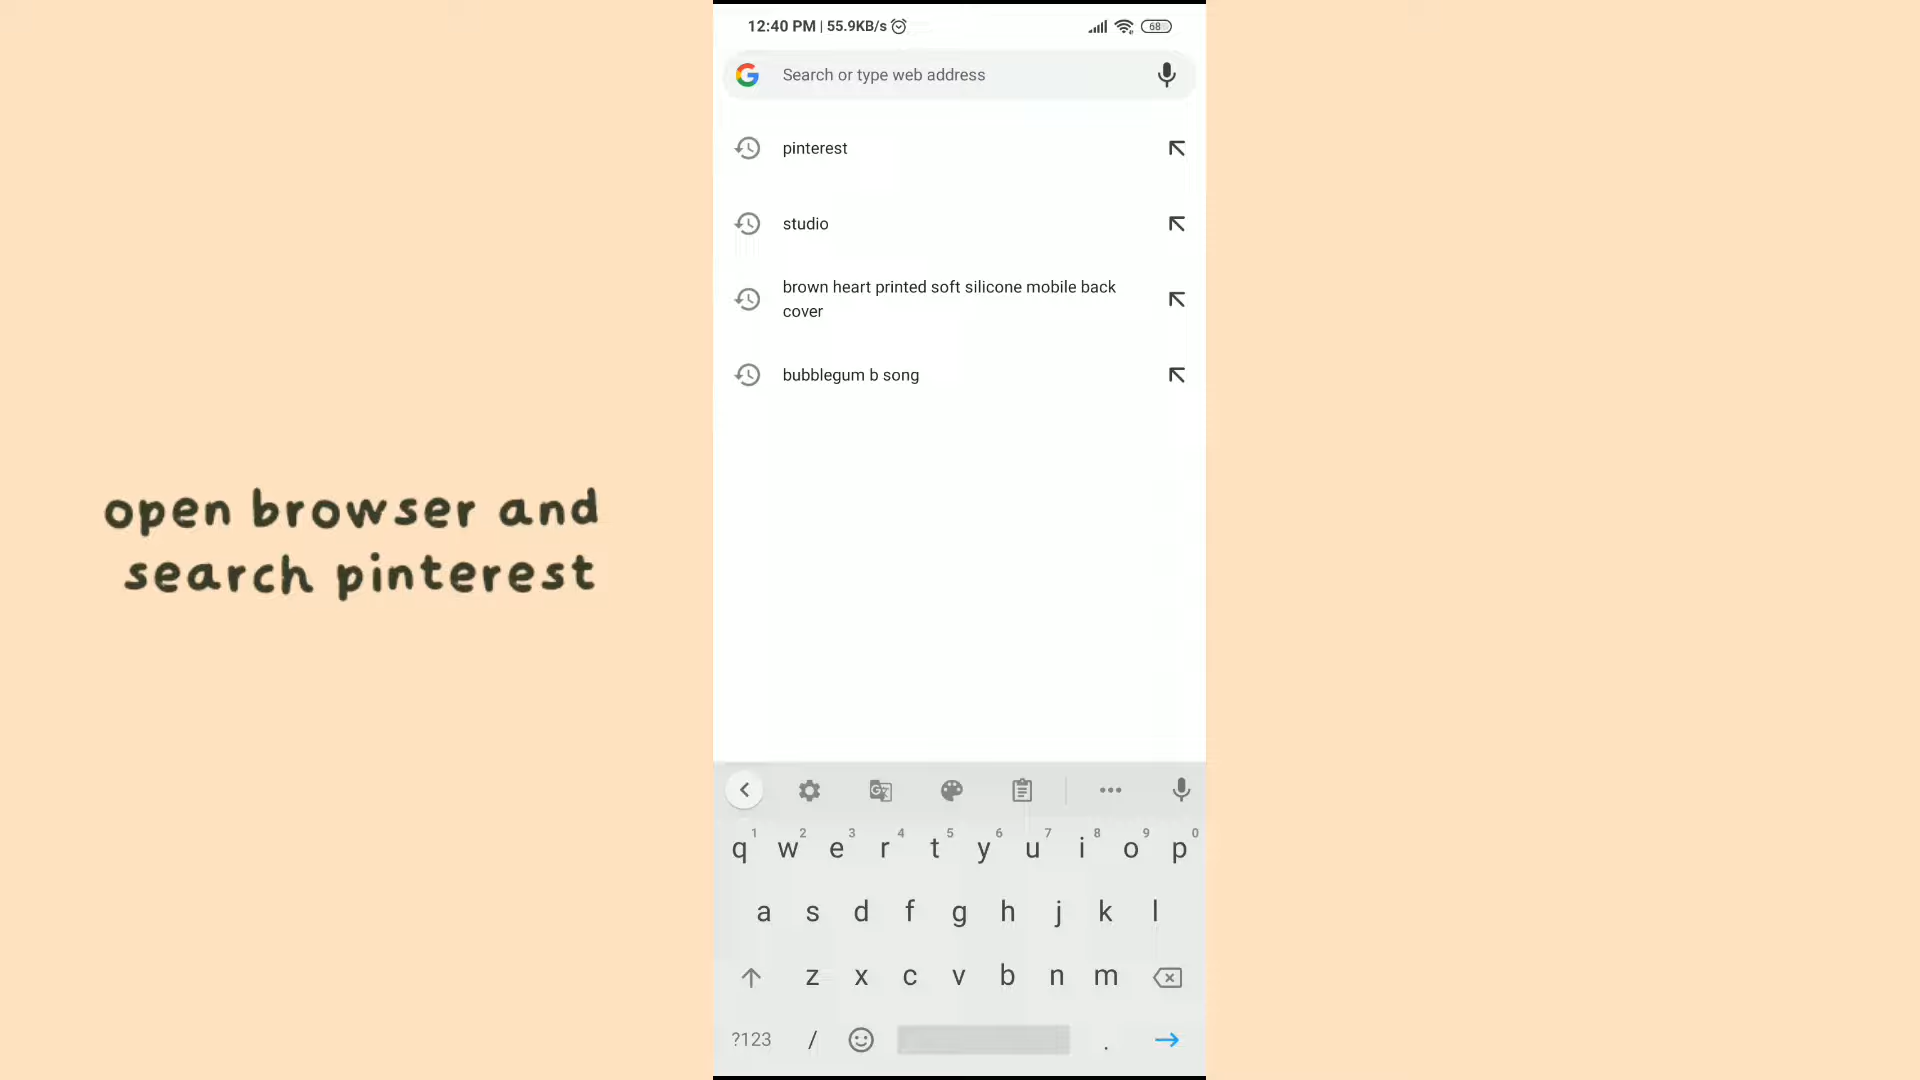 12:40 PM | 55.9KB/s
68
Search or type web address
pinterest
studio
brown heart printed soft silicone mobile back
cover
bubblegum b song
open browser and
search pinterest
1 2 3 4 5 6 7 8 9 0
q w e r t y u i o p
a s d f g h j k l
z x c v b n m
?123 / .